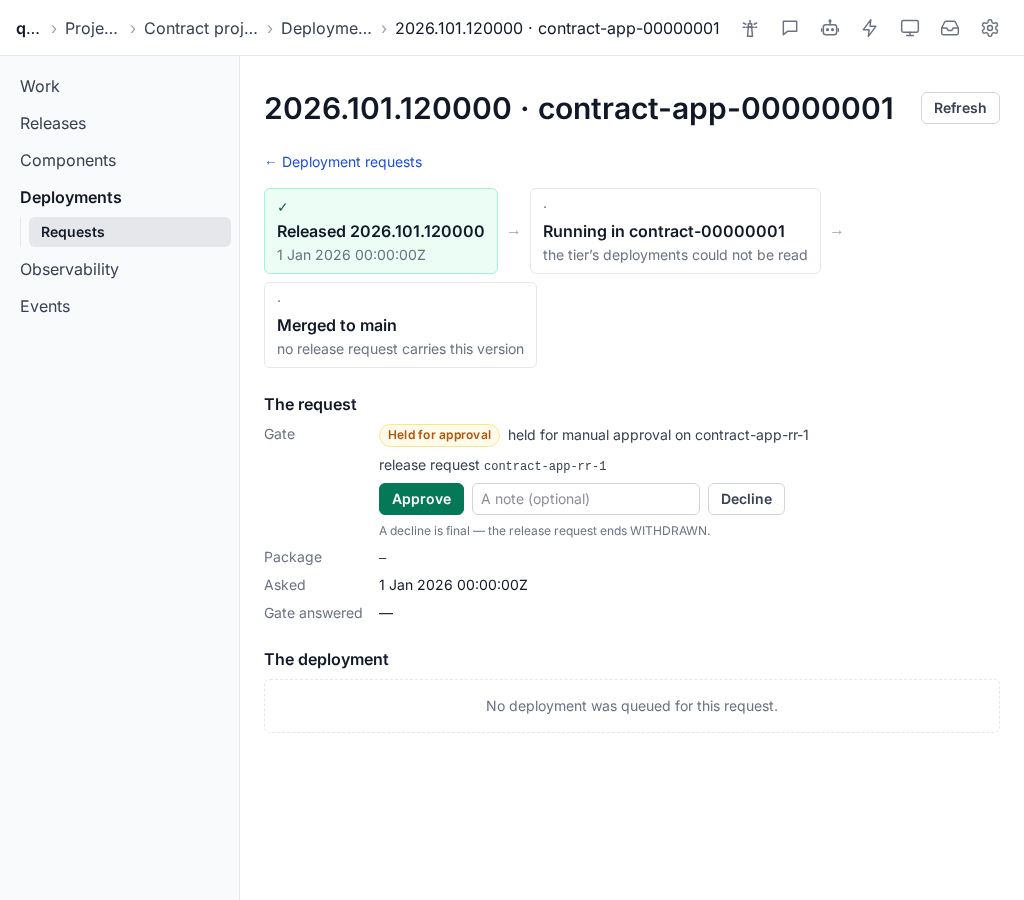 q… › Proje… › Contract proj… › Deployme… › 2026.101.120000 · contract-app-00000001
Work
Releases
Components
Deployments
Requests
Observability
Events
2026.101.120000 · contract-app-00000001
Refresh
← Deployment requests
✓
Released 2026.101.120000
1 Jan 2026 00:00:00Z
→
·
Running in contract-00000001
the tier’s deployments could not be read
→
·
Merged to main
no release request carries this version
The request
Gate
Held for approval held for manual approval on contract-app-rr-1
release request contract-app-rr-1
Approve A note (optional) Decline
A decline is final — the release request ends WITHDRAWN.
Package –
Asked 1 Jan 2026 00:00:00Z
Gate answered —
The deployment
No deployment was queued for this request.